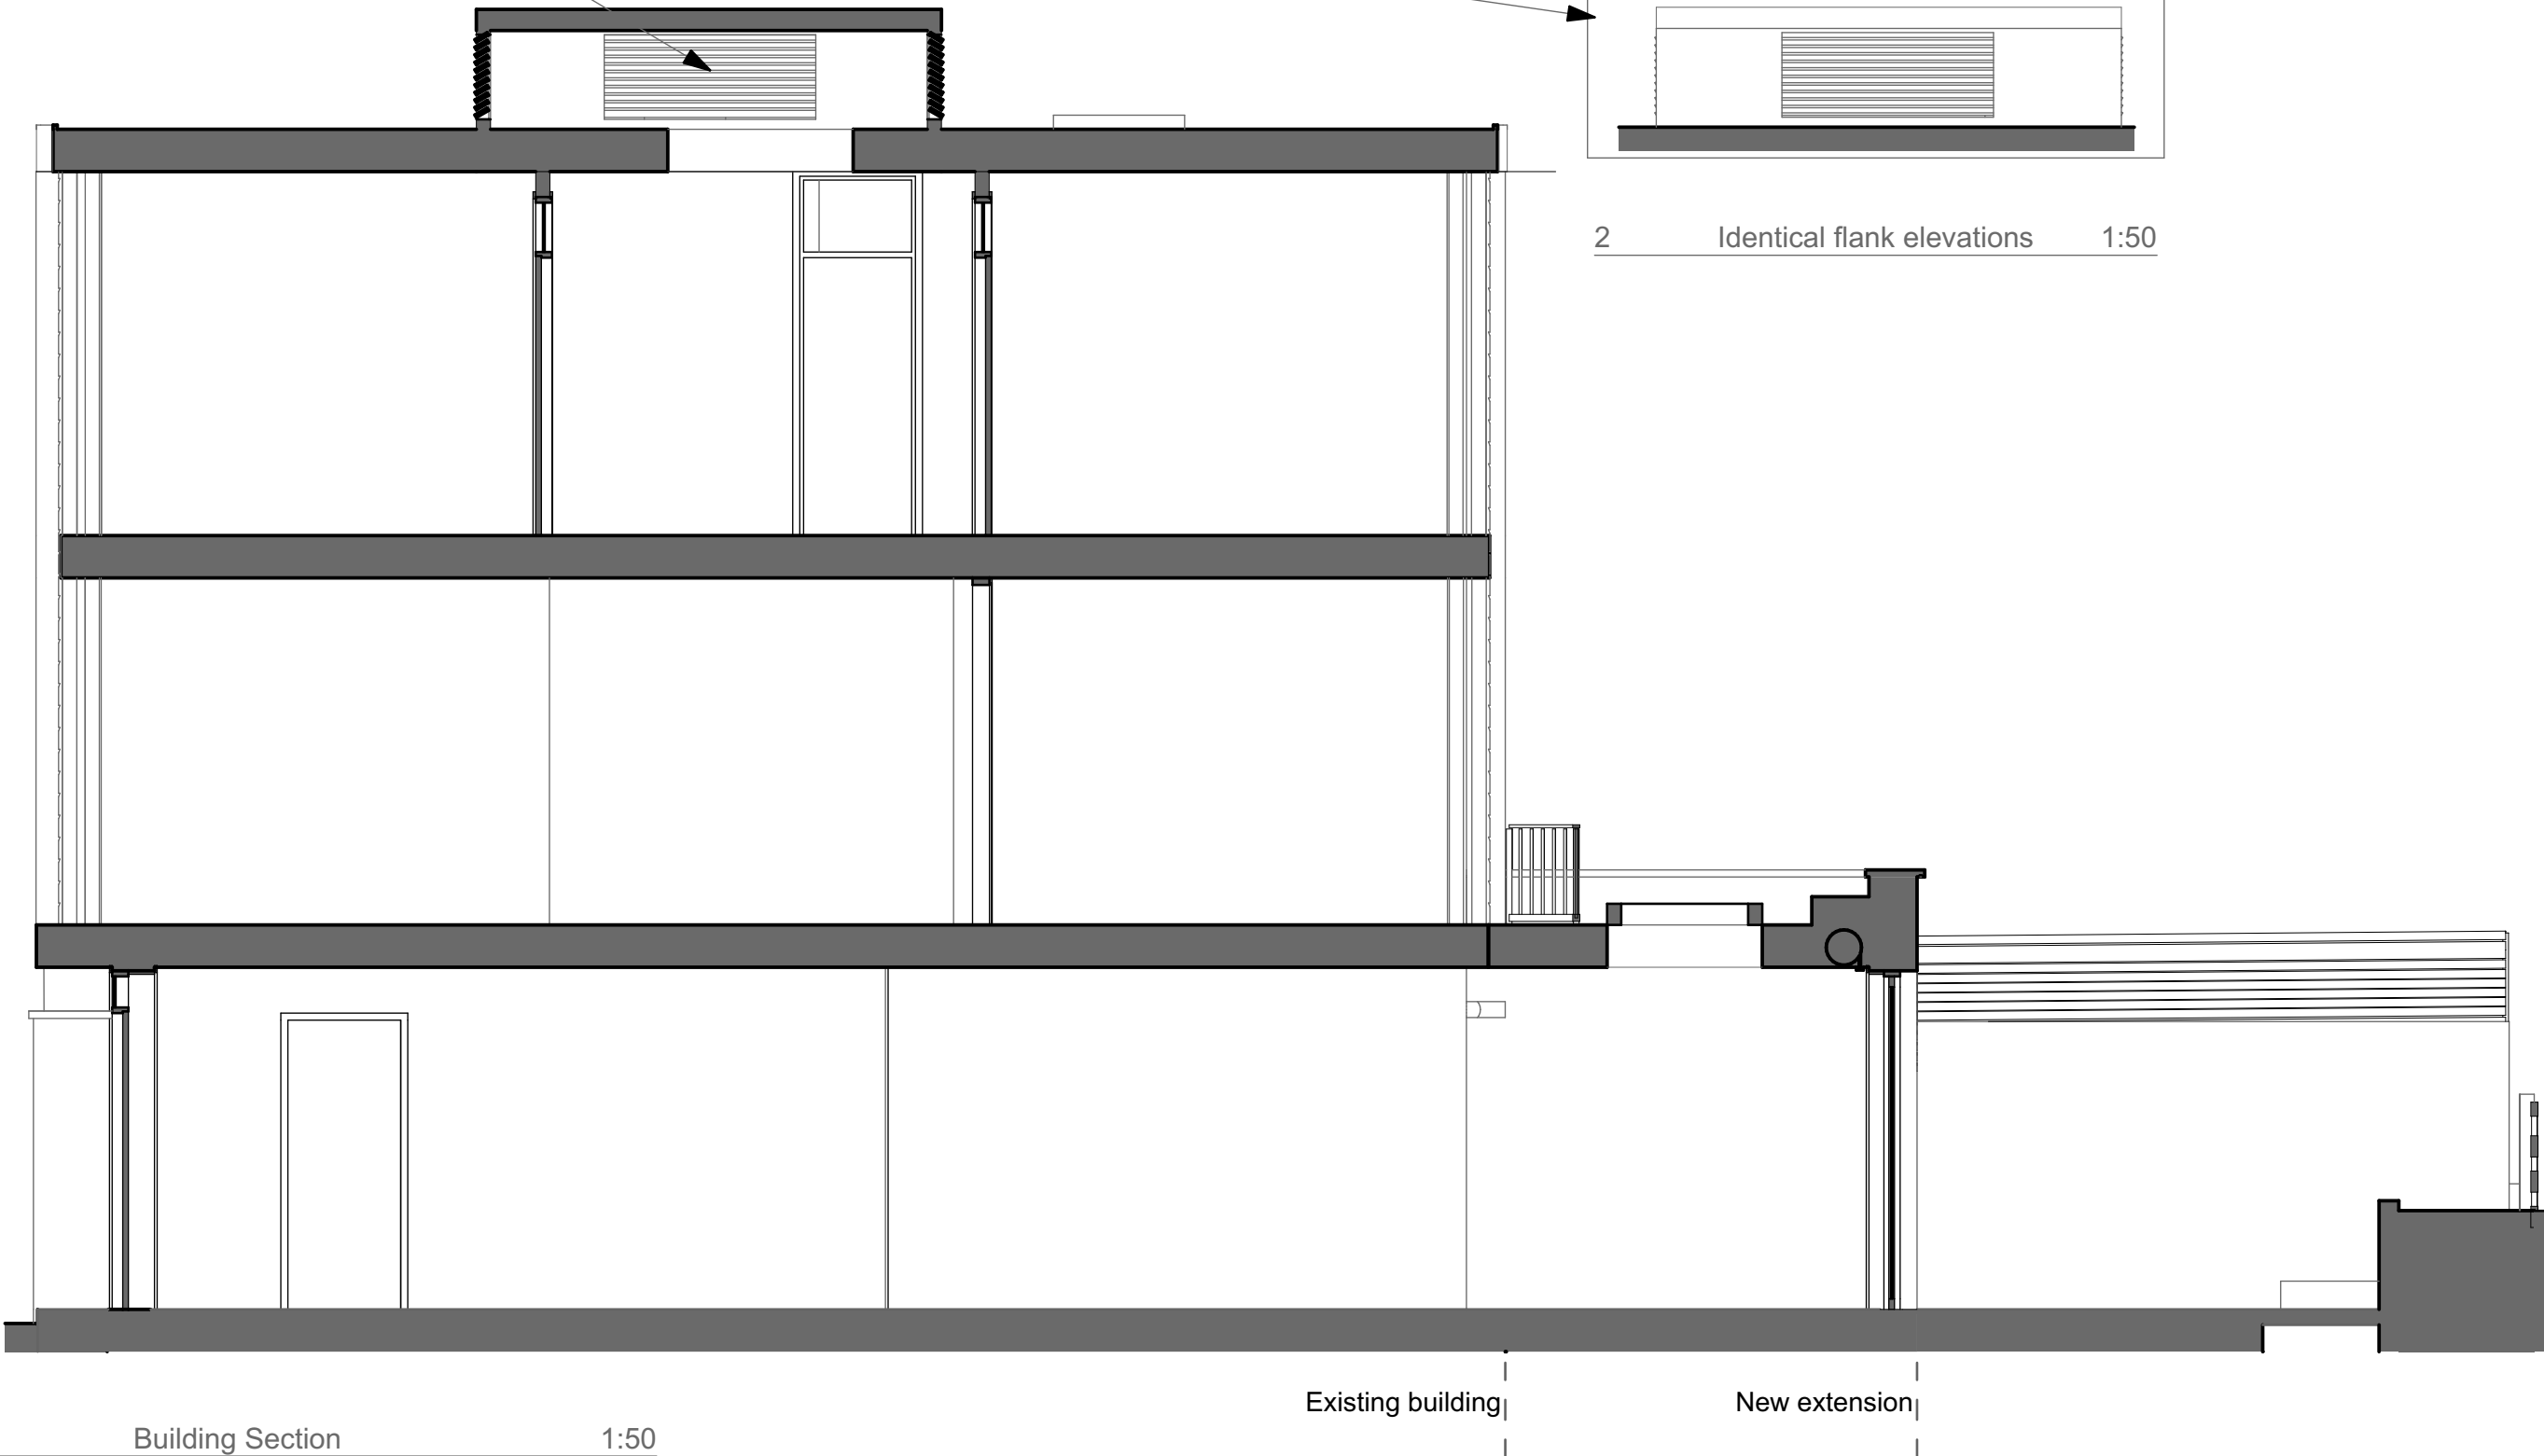 2 Identical flank elevations 1:50
Existing building
New extension
Building Section 1:50